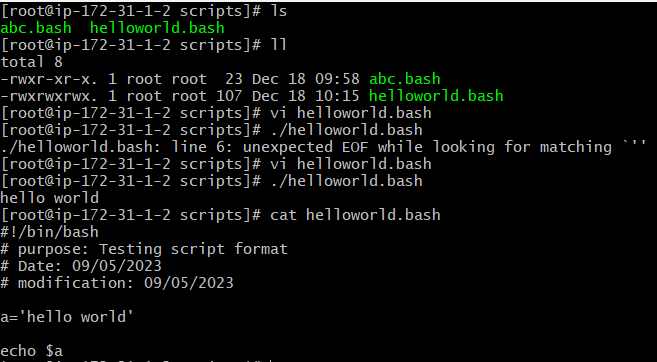 [root@ip-172-31-1-2 scripts]# ls
abc.bash  helloworld.bash
[root@ip-172-31-1-2 scripts]# ll
total 8
-rwxr-xr-x. 1 root root  23 Dec 18 09:58 abc.bash
-rwxrwxrwx. 1 root root 107 Dec 18 10:15 helloworld.bash
[root@ip-172-31-1-2 scripts]# vi helloworld.bash
[root@ip-172-31-1-2 scripts]# ./helloworld.bash
./helloworld.bash: line 6: unexpected EOF while looking for matching `''
[root@ip-172-31-1-2 scripts]# vi helloworld.bash
[root@ip-172-31-1-2 scripts]# ./helloworld.bash
hello world
[root@ip-172-31-1-2 scripts]# cat helloworld.bash
#!/bin/bash
# purpose: Testing script format
# Date: 09/05/2023
# modification: 09/05/2023

a='hello world'

echo $a